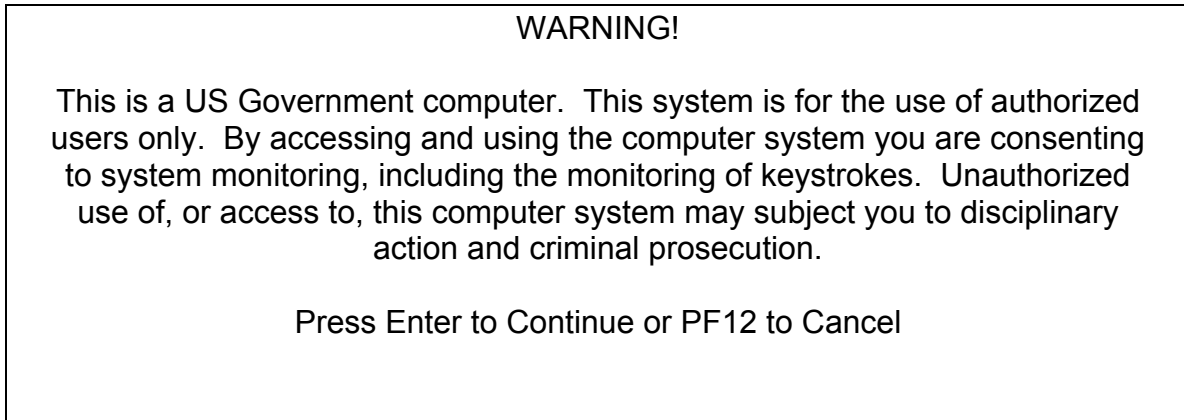 WARNING!
This is a US Government computer.  This system is for the use of authorized
users only.  By accessing and using the computer system you are consenting
to system monitoring, including the monitoring of keystrokes.  Unauthorized
use of, or access to, this computer system may subject you to disciplinary
action and criminal prosecution.
Press Enter to Continue or PF12 to Cancel